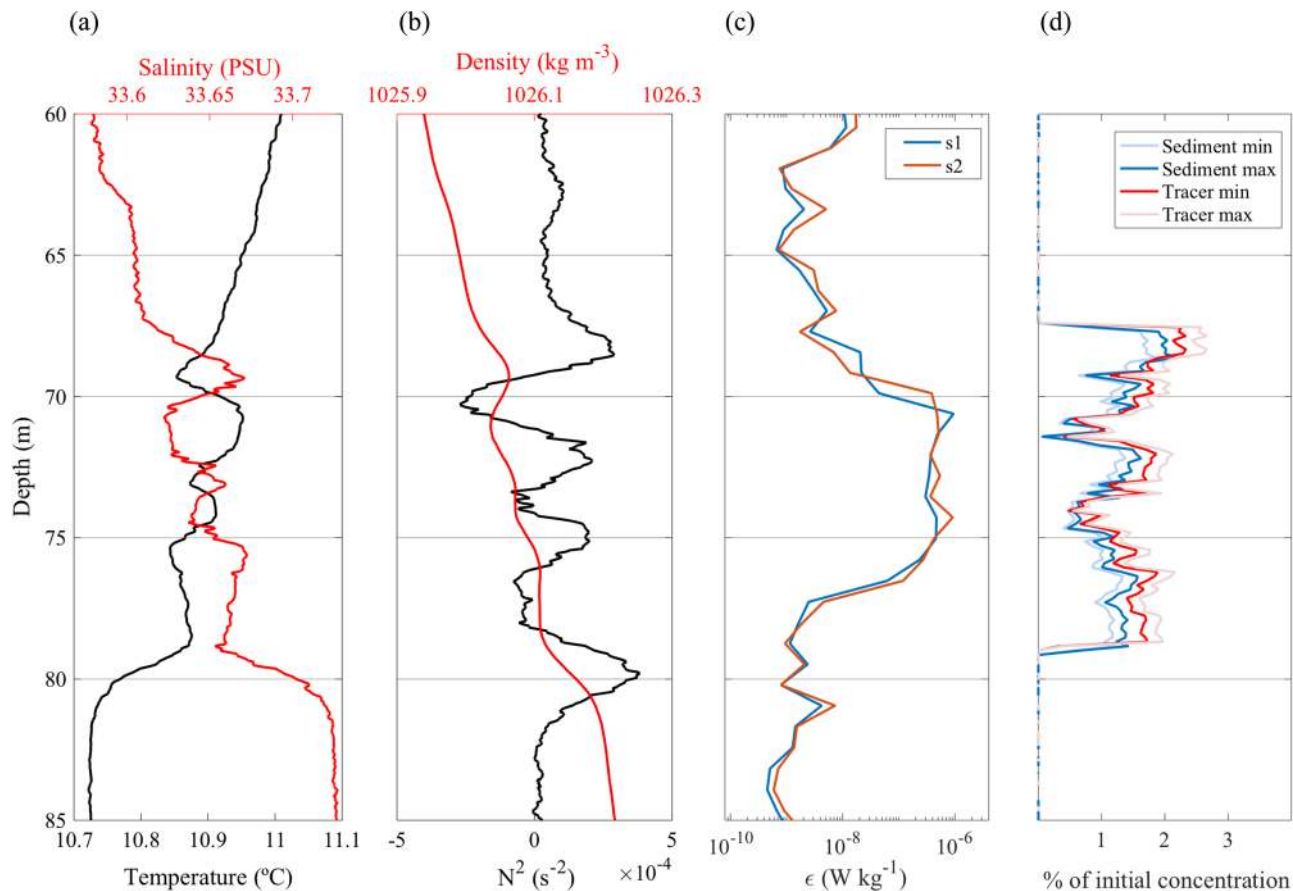 (a)
(b)
(c)
(d)
Salinity (PSU)
33.6 33.65 33.7
Density (kg m⁻³)
1025.9 1026.1 1026.3
60
65
70
75
80
85
Depth (m)
10.7 10.8 10.9 11 11.1
Temperature (ºC)
-5 0 5
N² (s⁻²)
×10⁻⁴
s1
s2
10⁻¹⁰ 10⁻⁸ 10⁻⁶
ϵ (W kg⁻¹)
Sediment min
Sediment max
Tracer min
Tracer max
1 2 3
% of initial concentration